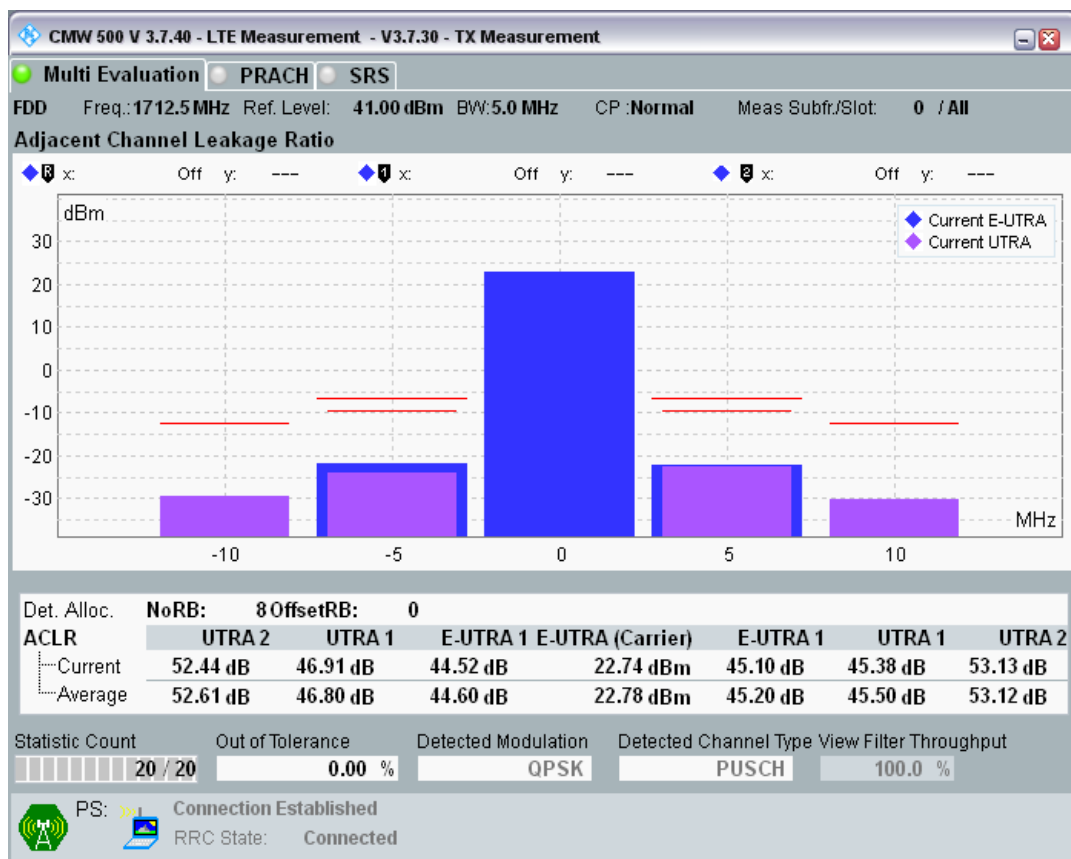 CMW 500 V 3.7.40 - LTE Measurement - V3.7.30 - TX Measurement
Multi Evaluation PRACH SRS
FDD Freq.: 1712.5 MHz Ref. Level: 41.00 dBm BW: 5.0 MHz CP : Normal Meas Subfr./Slot: 0 / All
Adjacent Channel Leakage Ratio
R x: Off y: --- 1 x: Off y: --- 2 x: Off y: ---
dBm
Current E-UTRA
Current UTRA
30
20
10
0
-10
-20
-30
MHz
-10 -5 0 5 10
Det. Alloc. NoRB: 8 OffsetRB: 0
ACLR UTRA 2 UTRA 1 E-UTRA 1 E-UTRA (Carrier) E-UTRA 1 UTRA 1 UTRA 2
Current 52.44 dB 46.91 dB 44.52 dB 22.74 dBm 45.10 dB 45.38 dB 53.13 dB
Average 52.61 dB 46.80 dB 44.60 dB 22.78 dBm 45.20 dB 45.50 dB 53.12 dB
Statistic Count Out of Tolerance Detected Modulation Detected Channel Type View Filter Throughput
20 / 20 0.00 % QPSK PUSCH 100.0 %
PS: Connection Established
RRC State: Connected